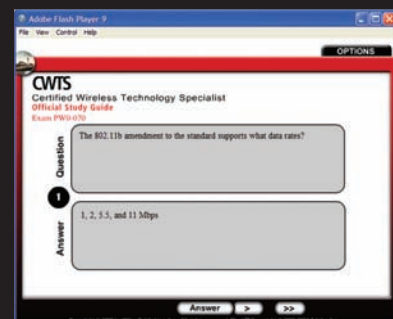 Adobe Flash Player 9
File View Control Help
OPTIONS
CWTS
Certified Wireless Technology Specialist
Official Study Guide
Exam PW0-070
Question
The 802.11b amendment to the standard supports what data rates?
1
Answer
1, 2, 5.5, and 11 Mbps
Answer > >>